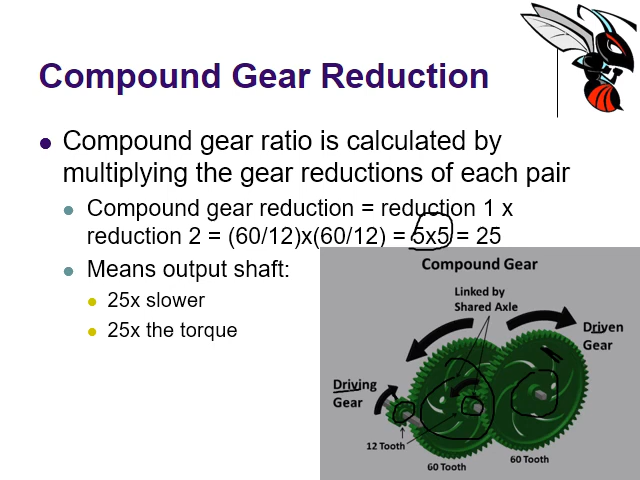 Compound Gear Reduction
Compound gear ratio is calculated by
multiplying the gear reductions of each pair
Compound gear reduction = reduction 1 x
reduction 2 = (60/12)x(60/12) = 5x5 = 25
Means output shaft:
25x slower
25x the torque
Compound Gear
Linked by
Shared Axle
Driven
Gear
Driving
Gear
12 Tooth
60 Tooth
60 Tooth